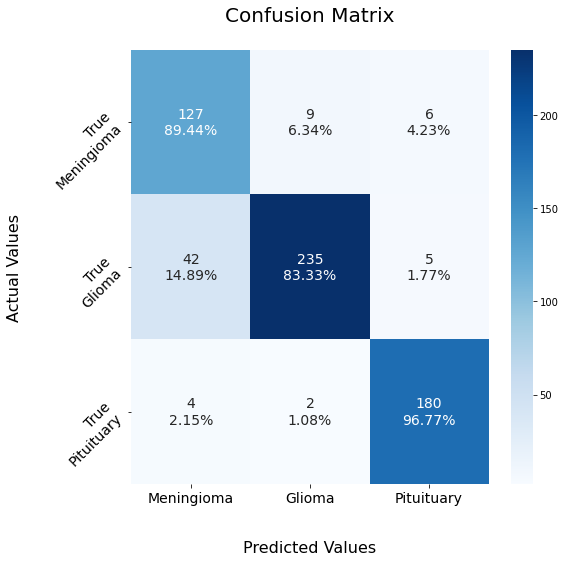 Confusion Matrix
True
Meningioma
127
89.44%
9
6.34%
6
4.23%
True
Glioma
42
14.89%
235
83.33%
5
1.77%
True
Pituituary
4
2.15%
2
1.08%
180
96.77%
Meningioma
Glioma
Pituituary
Predicted Values
Actual Values
200
150
100
50